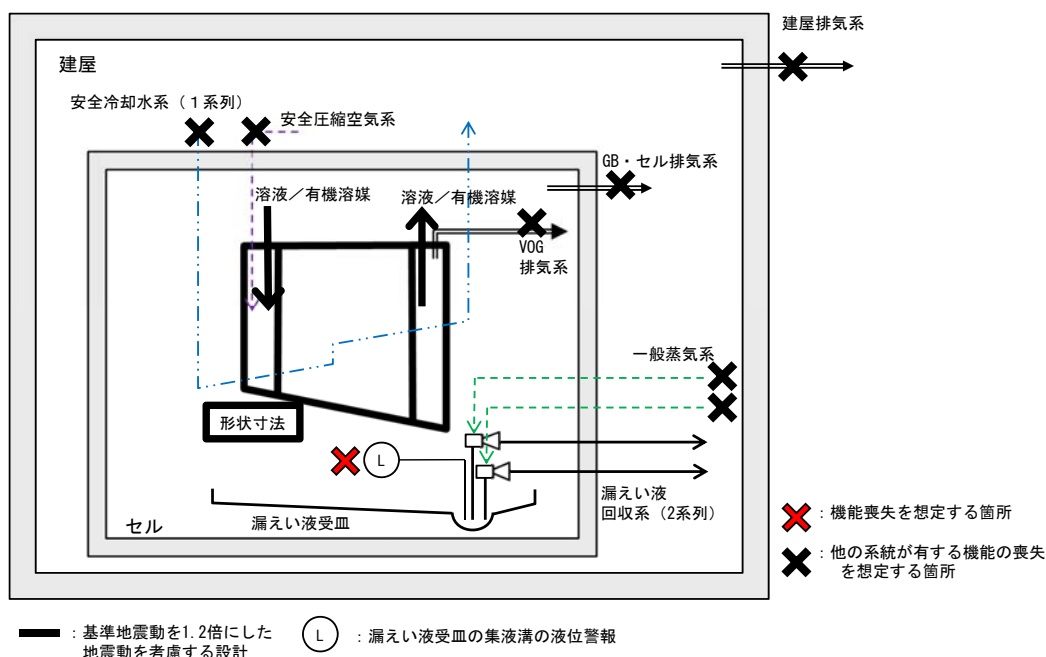 建屋排気系
建屋
安全冷却水系（１系列）
安全圧縮空気系
GB・セル排気系
溶液／有機溶媒
溶液／有機溶媒
VOG
排気系
一般蒸気系
形状寸法
L
漏えい液
回収系（2系列）
漏えい液受皿
セル
：機能喪失を想定する箇所
：他の系統が有する機能の喪失
を想定する箇所
：基準地震動を1.2倍にした
地震動を考慮する設計
L
：漏えい液受皿の集液溝の液位警報